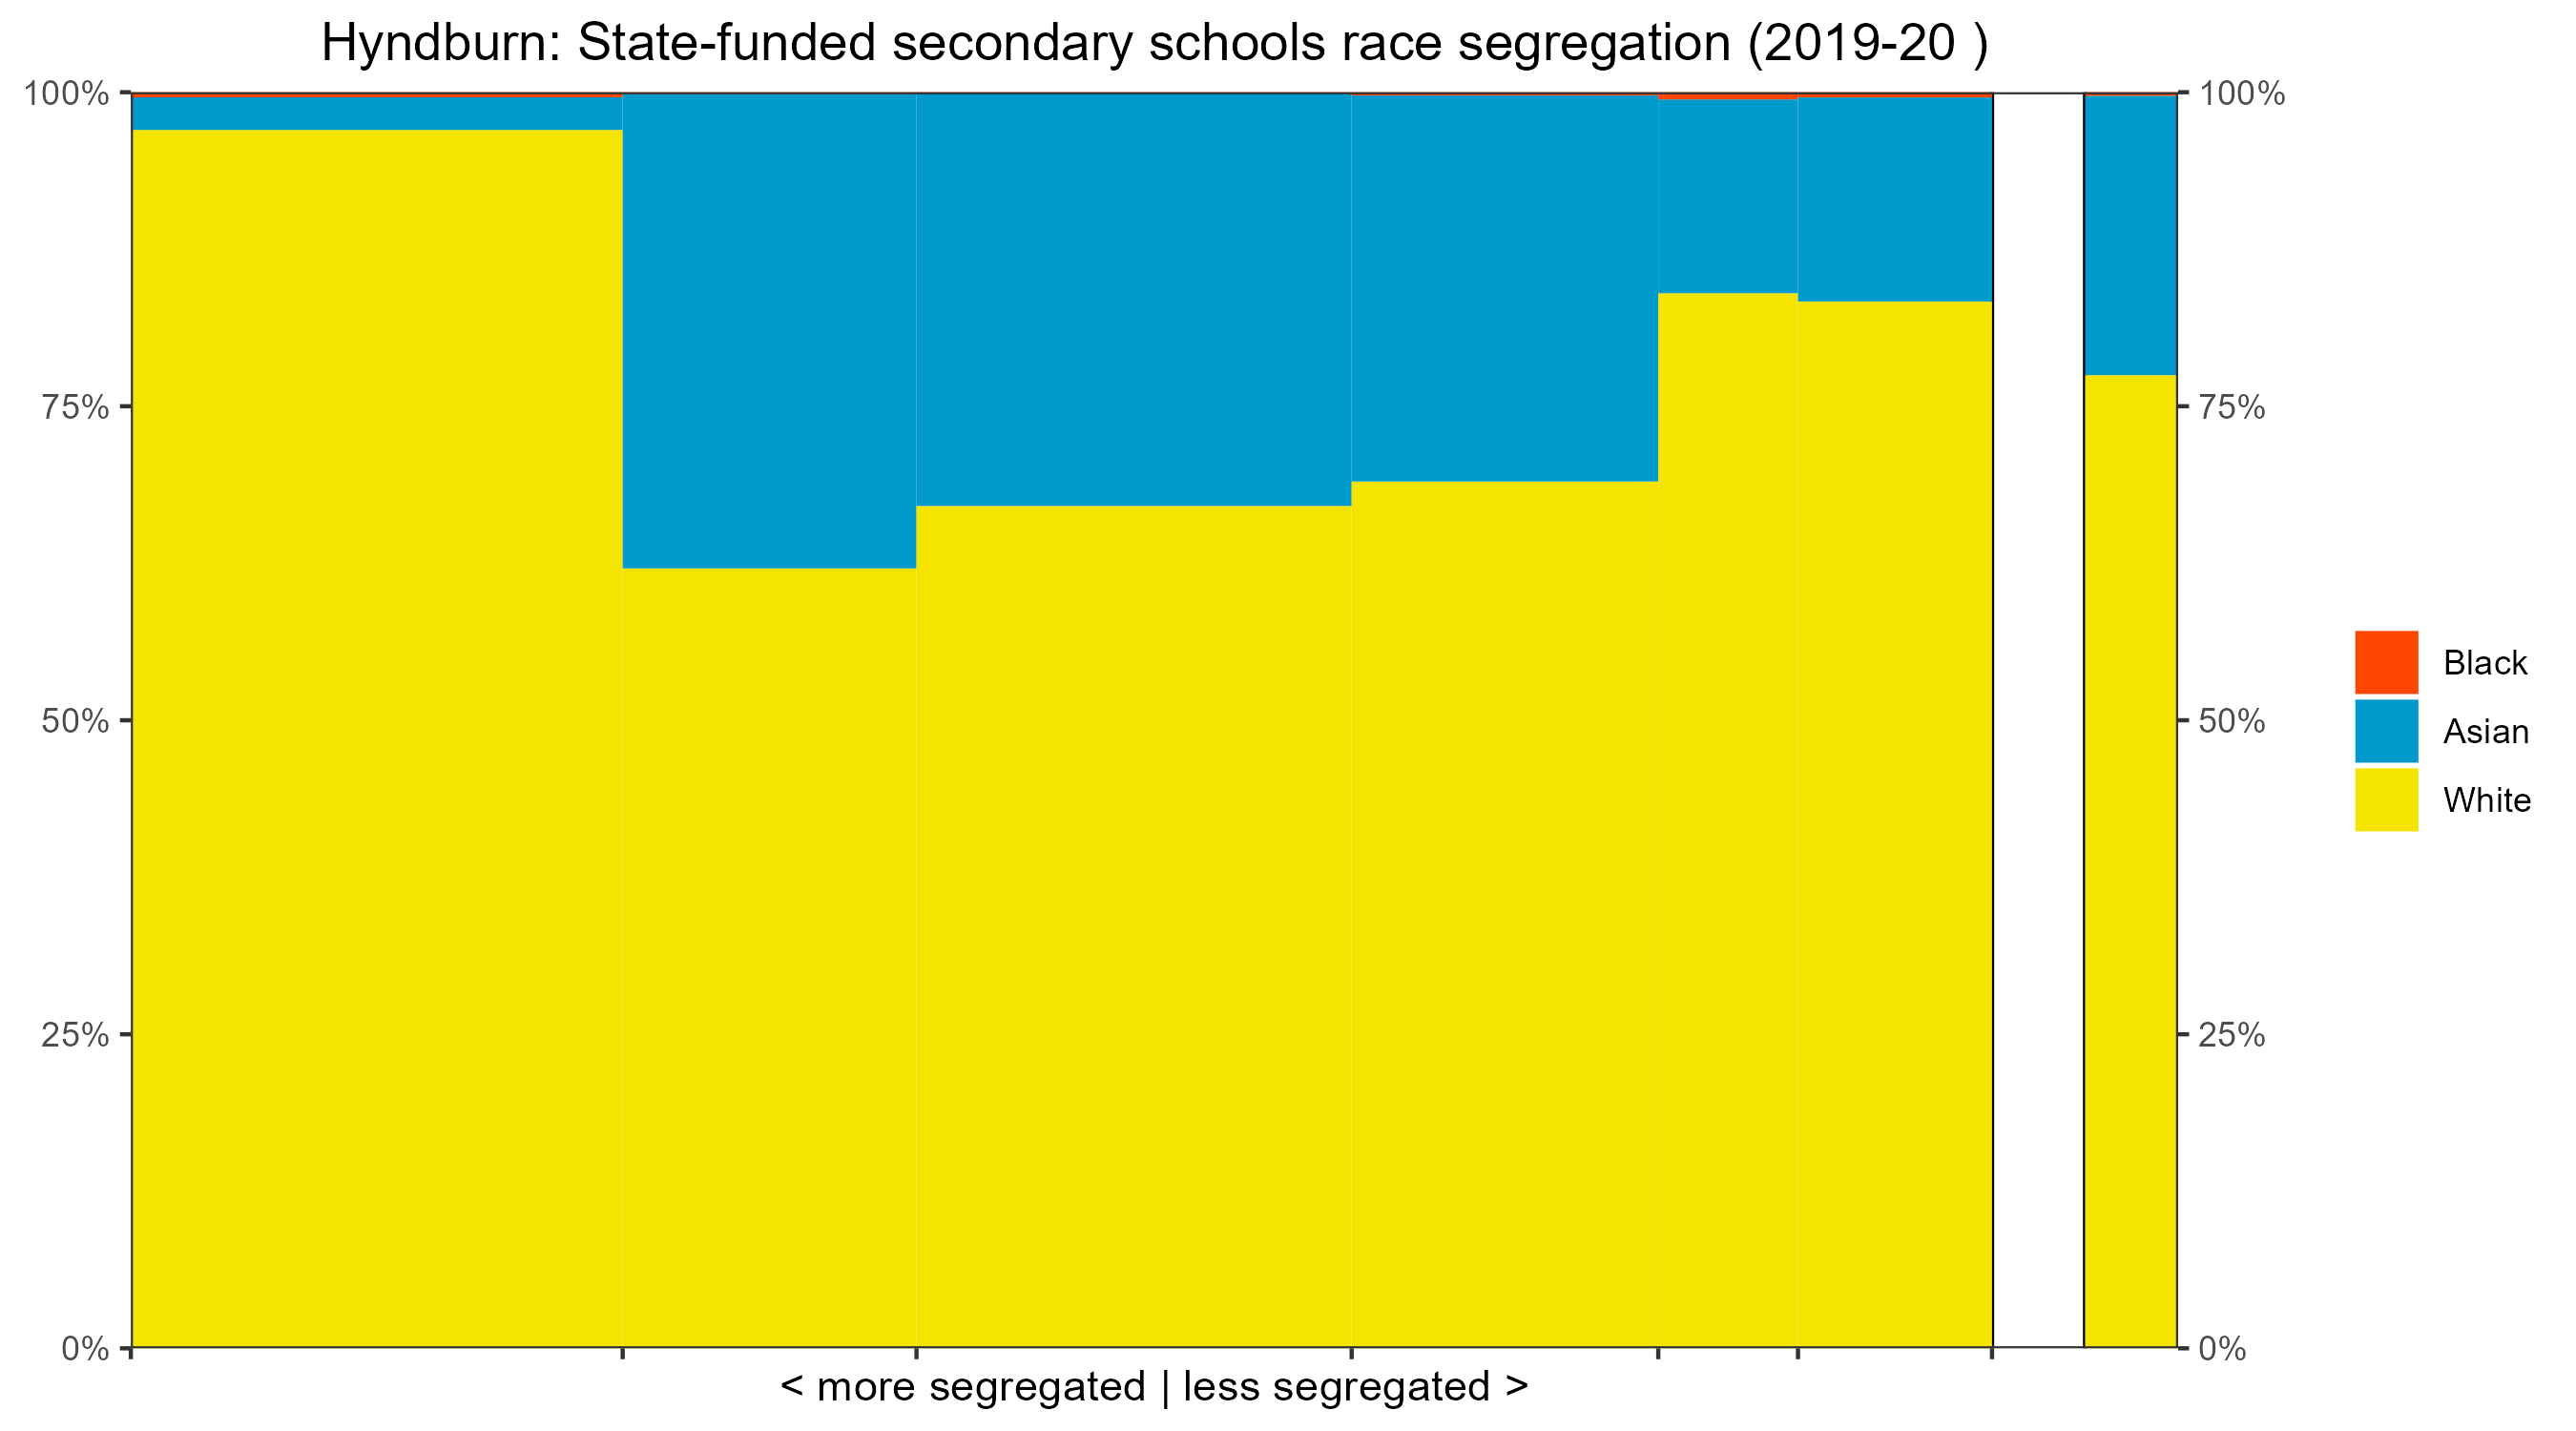 Hyndburn: State-funded secondary schools race segregation (2019-20 )
100%
75%
50%
25%
0%
100%
75%
50%
25%
0%
Black
Asian
White
< more segregated | less segregated >